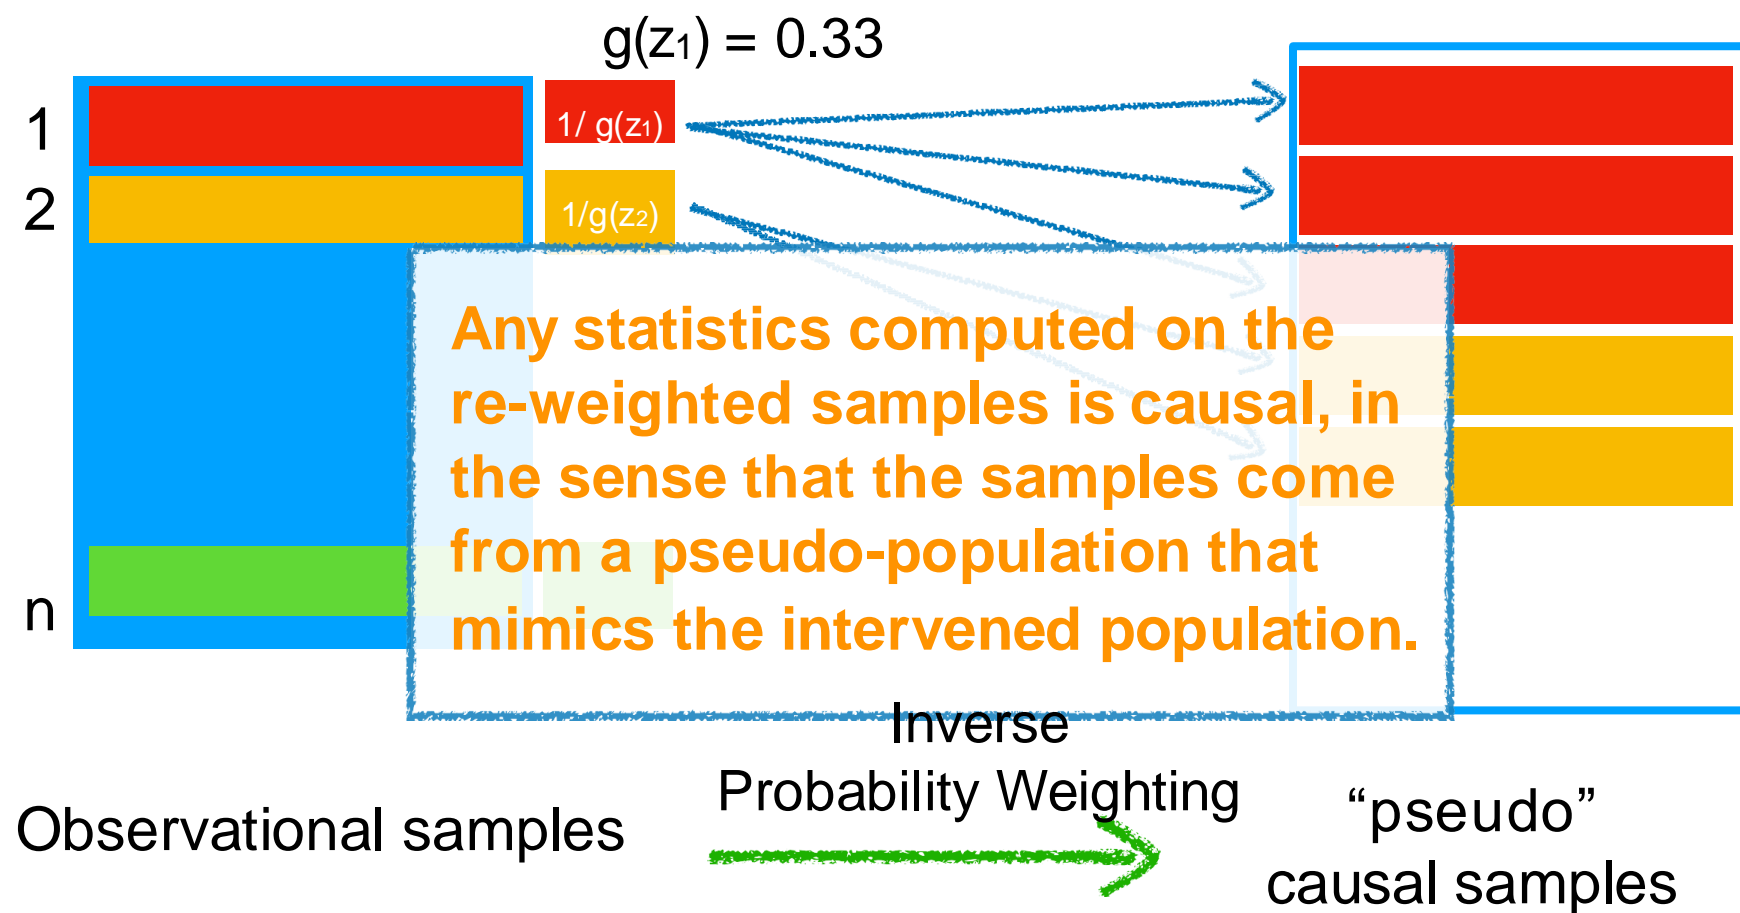 g(z₁) = 0.33
1
1/ g(z₁)
2
1/g(z₂)
n
Any statistics computed on the
re-weighted samples is causal, in
the sense that the samples come
from a pseudo-population that
mimics the intervened population.
Inverse
Probability Weighting
Observational samples
“pseudo”
causal samples